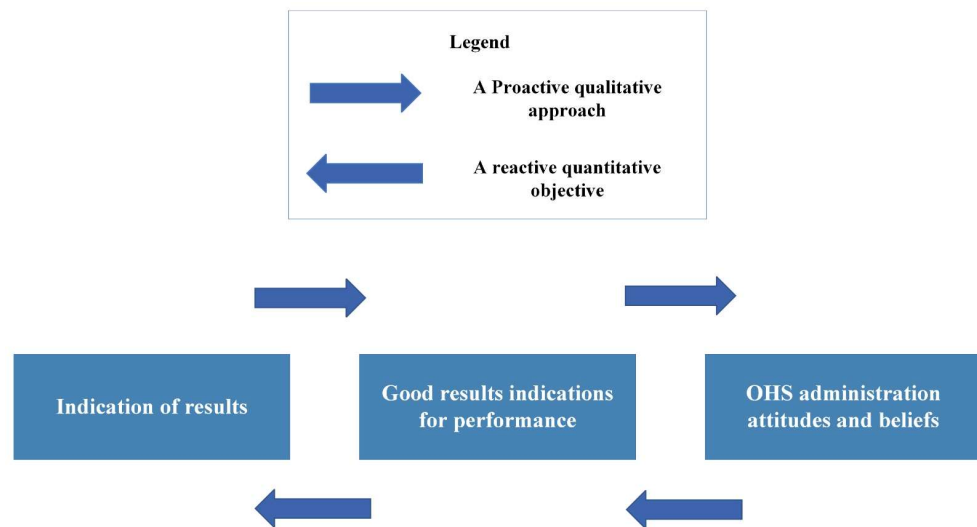 Legend
A Proactive qualitative
approach
A reactive quantitative
objective
Indication of results
Good results indications
for performance
OHS administration
attitudes and beliefs